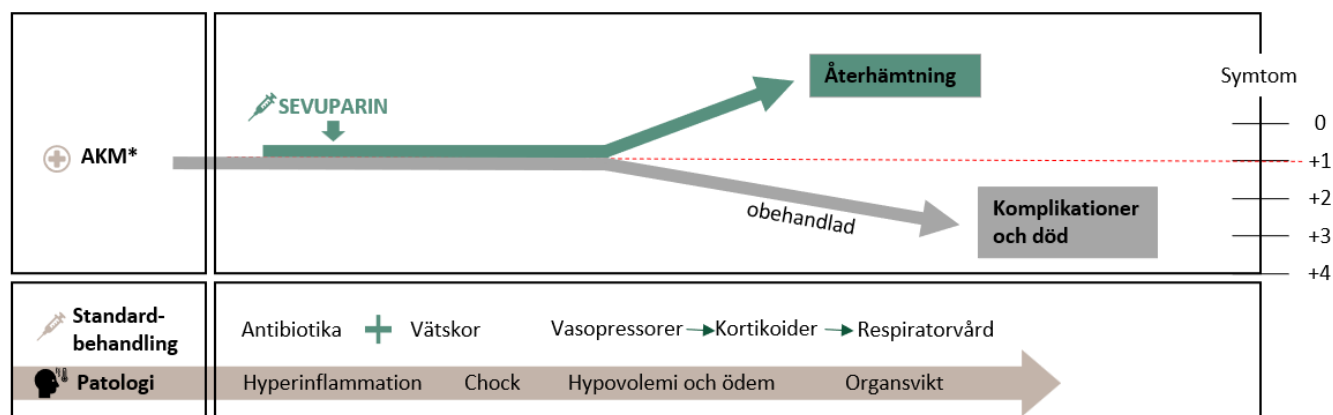 Återhämtning
Symtom
SEVUPARIN
0
AKM*
+1
+2
obehandlad
Komplikationer
och död
+3
+4
Standard-
behandling
Antibiotika + Vätskor Vasopressorer Kortikoider Respiratorvård
Patologi
Hyperinflammation Chock Hypovolemi och ödem Organsvikt